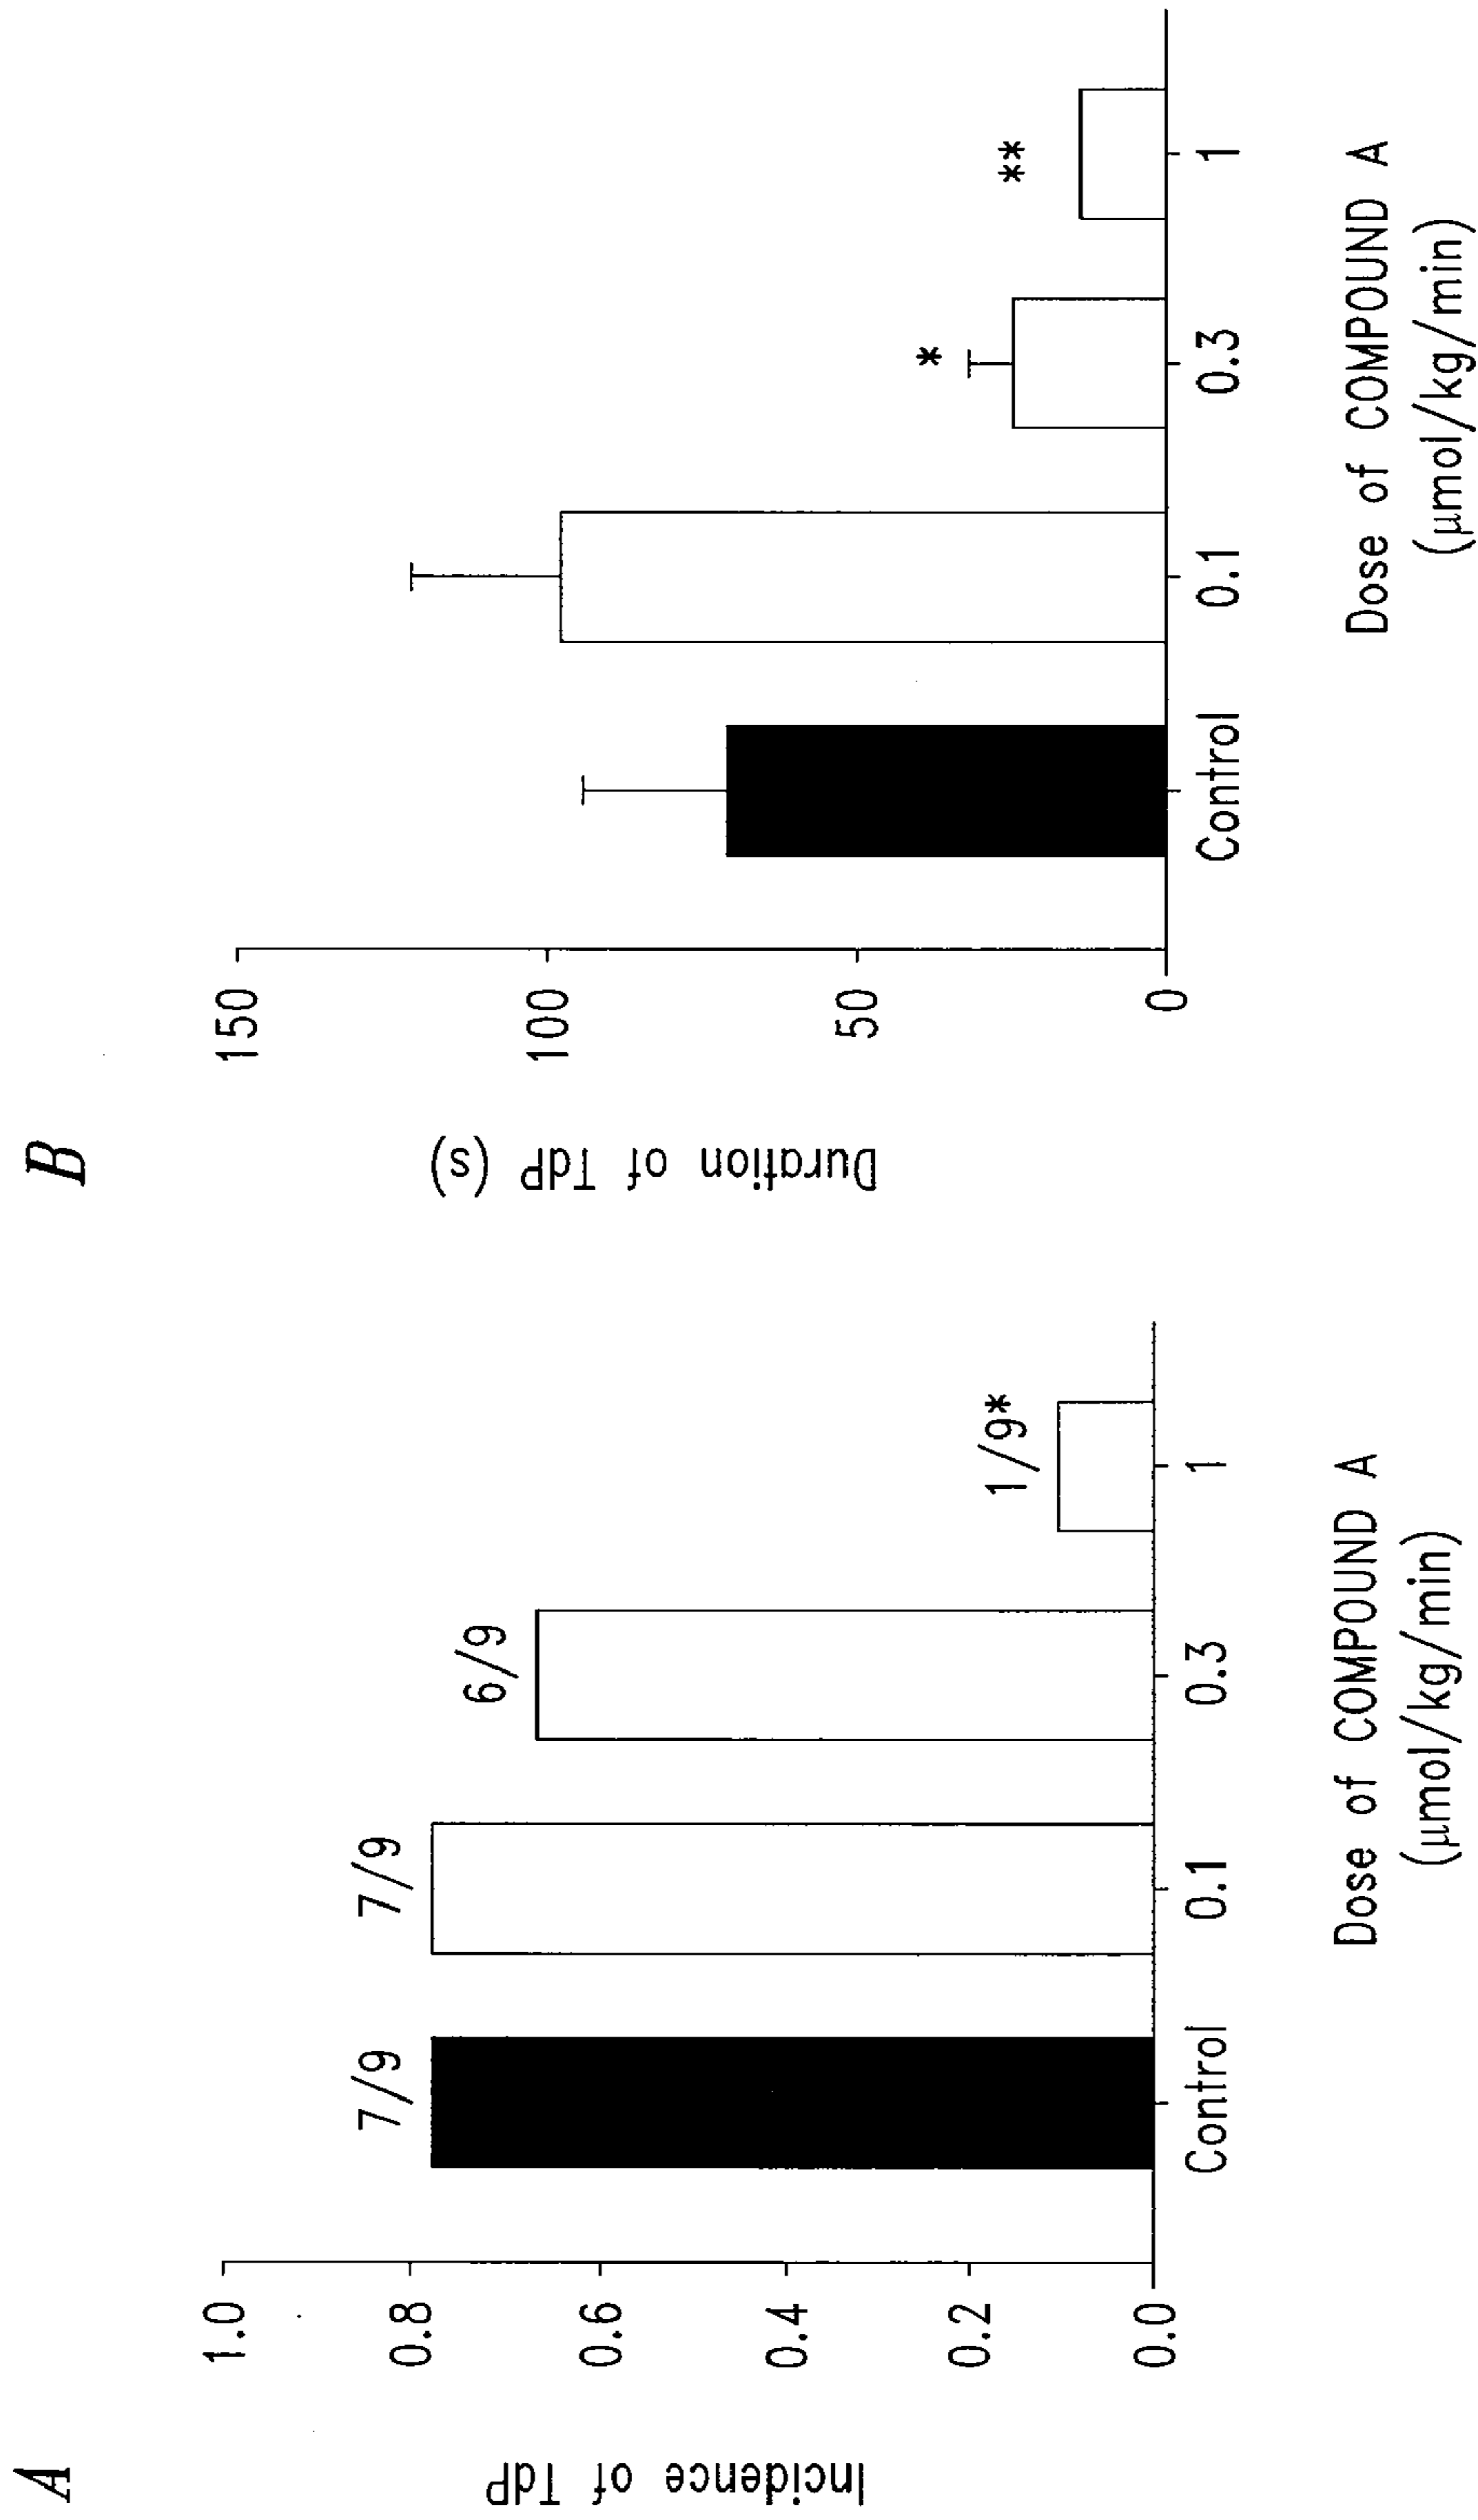 A
Incidence of TdP
1.0
0.8
0.6
0.4
0.2
0.0
7/9
7/9
6/9
1/9*
Control
0.1
0.3
1
Dose of COMPOUND A
(μmol/kg/min)
B
Duration of TdP (s)
150
100
50
0
*
**
Control
0.1
0.3
1
Dose of COMPOUND A
(μmol/kg/min)